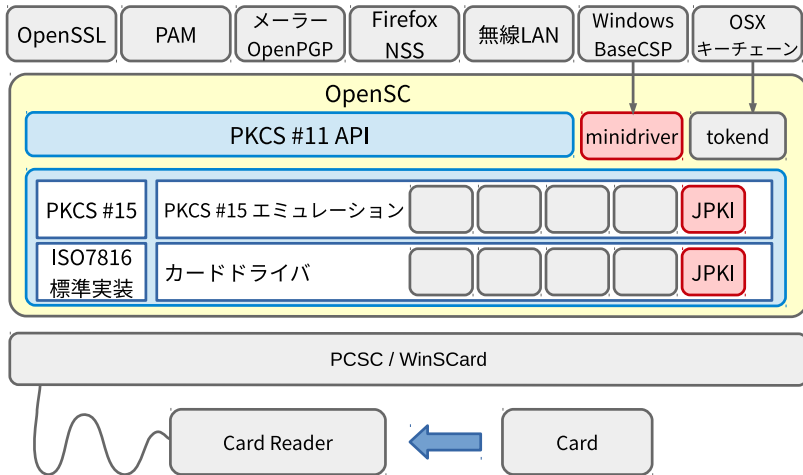 OpenSSL
PAM
メーラー
OpenPGP
Firefox
NSS
無線LAN
Windows
BaseCSP
OSX
キーチェーン
OpenSC
PKCS #11 API
minidriver
tokend
PKCS #15
PKCS #15 エミュレーション
JPKI
ISO7816
標準実装
カードドライバ
JPKI
PCSC / WinSCard
Card Reader
Card